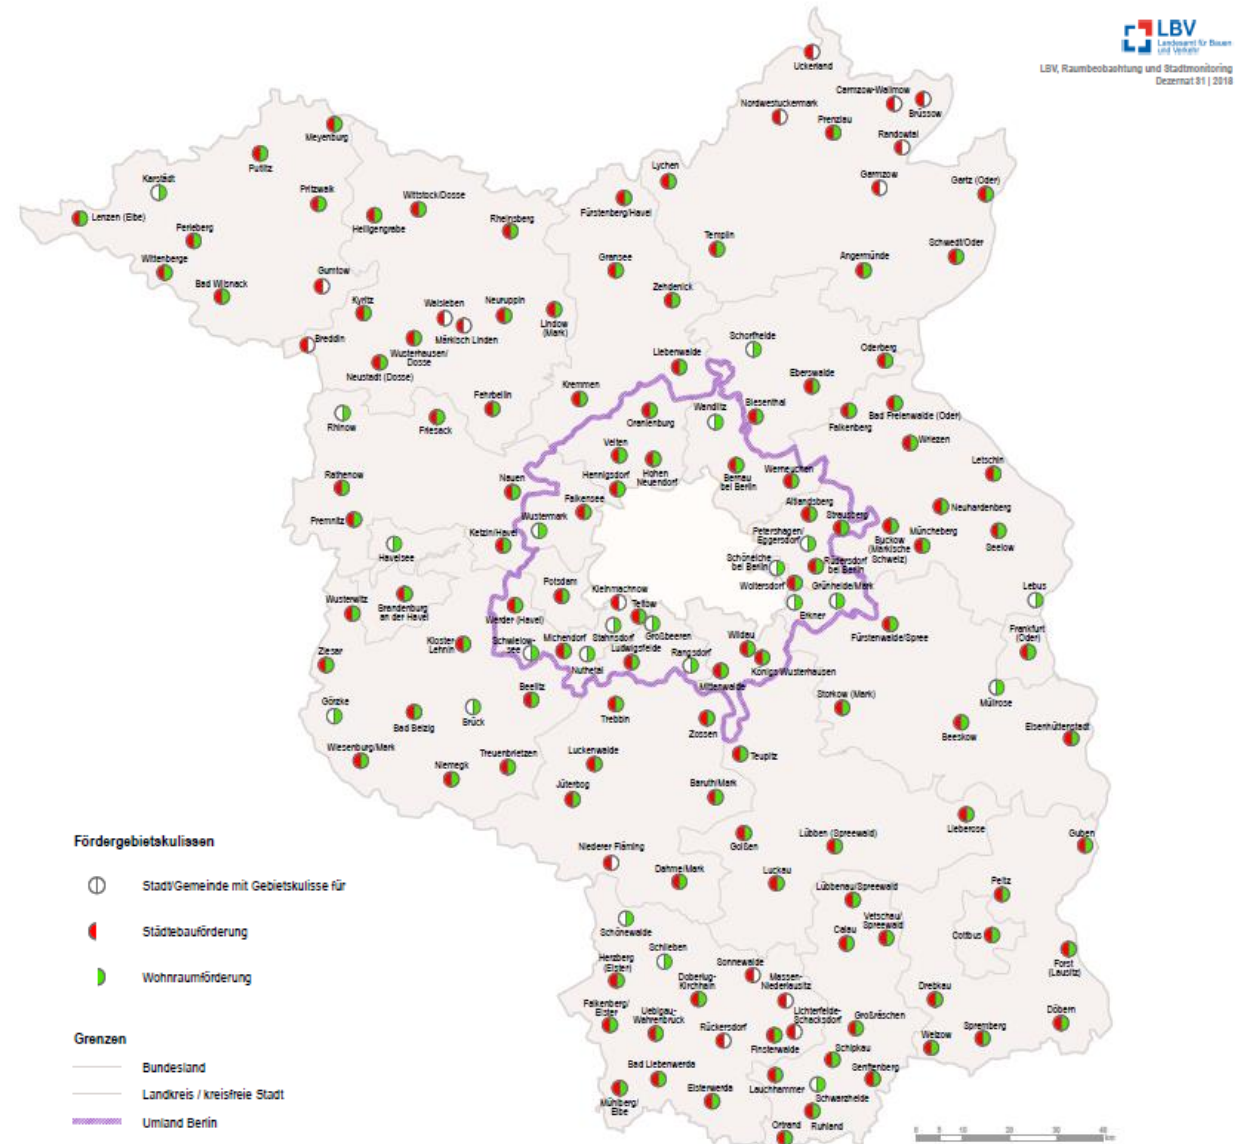 LBV
Landesamt für Bauen
und Verkehr
LBV, Raumbeobachtung und Stadtmonitoring
Dezernat 31 | 2018
Uckerland
Carmzow-Wallmow
Nordwestuckermark
Brüssow
Prenzlau
Randowtal
Meyenburg
Putlitz
Lychen
Karstädt
Gramzow
Gartz (Oder)
Pritzwalk
Wittstock/Dosse
Fürstenberg/Havel
Lenzen (Elbe)
Heiligengrabe
Rheinsberg
Perleberg
Templin
Schwedt/Oder
Wittenberge
Gransee
Angermünde
Bad Wilsnack
Gumtow
Zehdenick
Kyritz
Walsleben
Neuruppin
Lindow
(Mark)
Märkisch Linden
Schorfheide
Breddin
Wusterhausen/
Dosse
Oderberg
Neustadt (Dosse)
Liebenwalde
Eberswalde
Kremmen
Fehrbellin
Wandlitz
Biesenthal
Rhinow
Friesack
Oranienburg
Falkenberg
Bad Freienwalde (Oder)
Wriezen
Velten
Letschin
Rathenow
Nauen
Hennigsdorf
Hohen
Neuendorf
Bernau
bei Berlin
Werneuchen
Falkensee
Altlandsberg
Neuhardenberg
Premnitz
Wustermark
Strausberg
Ketzin/Havel
Petershagen/
Eggersdorf
Buckow
(Märkische
Schweiz)
Müncheberg
Seelow
Havelsee
Schöneiche
bei Berlin
Rüdersdorf
bei Berlin
Potsdam
Kleinmachnow
Woltersdorf
Grünheide/Mark
Lebus
Wusterwitz
Brandenburg
an der Havel
Teltow
Werder (Havel)
Erkner
Fürstenwalde/Spree
Frankfurt
(Oder)
Kloster
Lehnin
Schwielow-
see
Michendorf
Stahnsdorf
Großbeeren
Wildau
Ziesar
Nuthetal
Ludwigsfelde
Rangsdorf
Königs Wusterhausen
Mittenwalde
Beelitz
Görzke
Bad Belzig
Brück
Trebbin
Zossen
Storkow (Mark)
Müllrose
Beeskow
Eisenhüttenstadt
Wiesenburg/Mark
Niemegk
Treuenbrietzen
Luckenwalde
Teupitz
Jüterbog
Baruth/Mark
Lieberose
Golßen
Lübben (Spreewald)
Guben
Fördergebietskulissen
Niederer Fläming
Dahme/Mark
Luckau
Lübbenau/Spreewald
Peitz
Stadt/Gemeinde mit Gebietskulisse für
Schönewalde
Vetschau/
Spreewald
Calau
Cottbus
Städtebauförderung
Schlieben
Herzberg
(Elster)
Sonnewalde
Massen-
Niederlausitz
Forst
(Lausitz)
Wohnraumförderung
Doberlug-
Kirchhain
Drebkau
Falkenberg/
Elster
Uebigau-
Wahrenbrück
Lichterfelde-
Schacksdorf
Großräschen
Döbern
Grenzen
Rückersdorf
Finsterwalde
Welzow
Spremberg
Bundesland
Bad Liebenwerda
Schipkau
Senftenberg
Landkreis / kreisfreie Stadt
Mühlberg/
Elbe
Elsterwerda
Lauchhammer
Schwarzheide
Umland Berlin
Ortrand
Ruhland
0 5 10 20 30 40
km